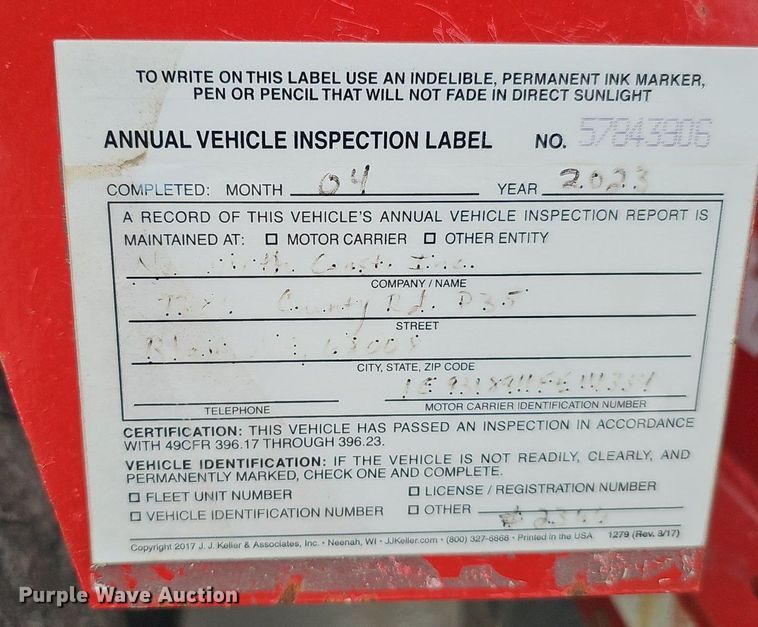 TO WRITE ON THIS LABEL USE AN INDELIBLE, PERMANENT INK MARKER,
PEN OR PENCIL THAT WILL NOT FADE IN DIRECT SUNLIGHT
ANNUAL VEHICLE INSPECTION LABEL NO. 57843906
COMPLETED: MONTH 04 YEAR 2023
A RECORD OF THIS VEHICLE'S ANNUAL VEHICLE INSPECTION REPORT IS
MAINTAINED AT: ☐ MOTOR CARRIER ☐ OTHER ENTITY
Const. Inc.
COMPANY / NAME
County Rd. P35
STREET
68008
CITY, STATE, ZIP CODE
TELEPHONE MOTOR CARRIER IDENTIFICATION NUMBER
CERTIFICATION: THIS VEHICLE HAS PASSED AN INSPECTION IN ACCORDANCE
WITH 49CFR 396.17 THROUGH 396.23.
VEHICLE IDENTIFICATION: IF THE VEHICLE IS NOT READILY, CLEARLY, AND
PERMANENTLY MARKED, CHECK ONE AND COMPLETE.
☐ FLEET UNIT NUMBER ☐ LICENSE / REGISTRATION NUMBER
☐ VEHICLE IDENTIFICATION NUMBER ☐ OTHER
Copyright 2017 J. J. Keller & Associates, Inc. • Neenah, WI • JJKeller.com • (800) 327-6868 • Printed in the USA 1279 (Rev. 3/17)
Purple Wave Auction